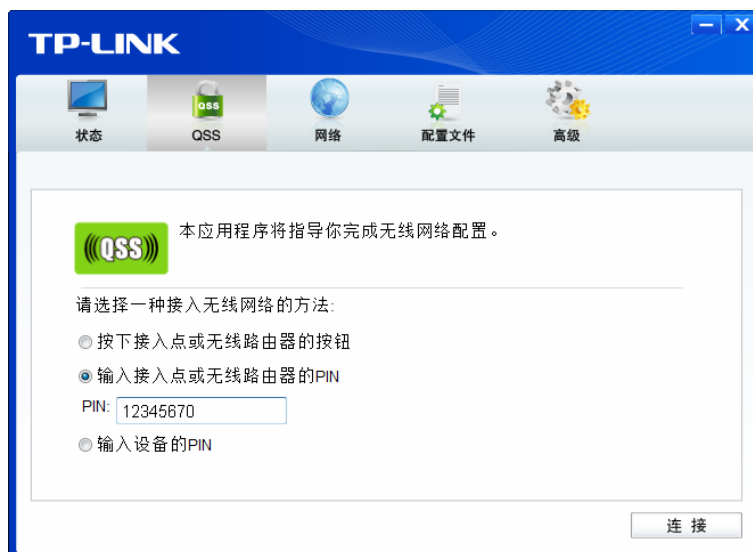 TP-LINK
QSS
状态 QSS 网络 配置文件 高级
QSS
本应用程序将指导你完成无线网络配置。
请选择一种接入无线网络的方法:
按下接入点或无线路由器的按钮
输入接入点或无线路由器的PIN
PIN: 12345670
输入设备的PIN
连接